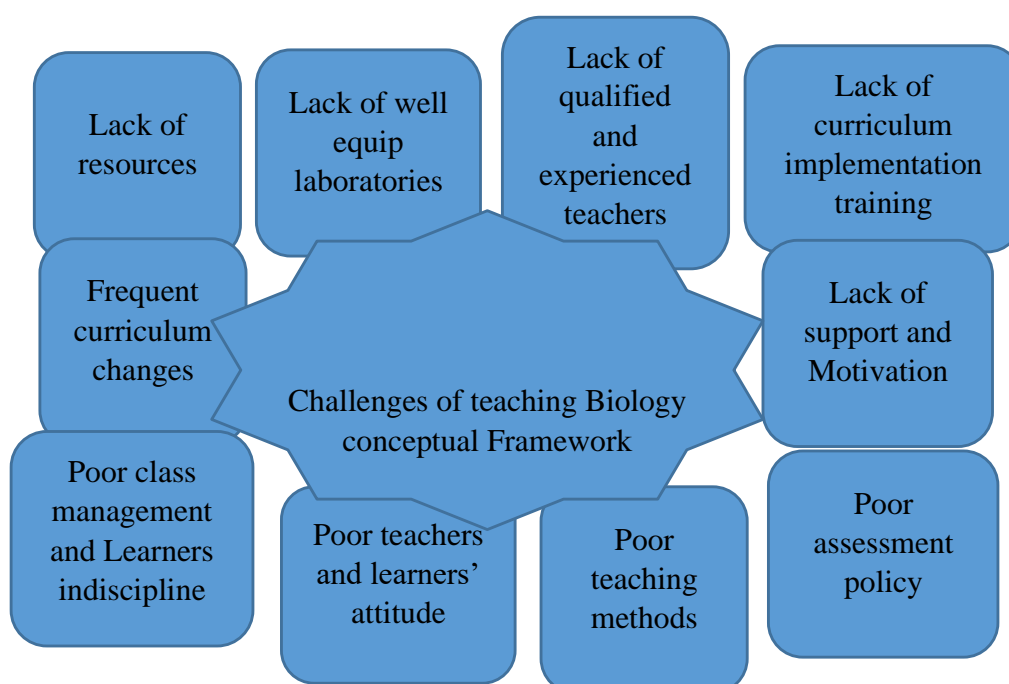 Lack of
resources
Lack of well
equip
laboratories
Lack of
qualified
and
experienced
teachers
Lack of
curriculum
implementation
training
Frequent
curriculum
changes
Challenges of teaching Biology
conceptual Framework
Lack of
support and
Motivation
Poor class
management
and Learners
indiscipline
Poor teachers
and learners’
attitude
Poor
teaching
methods
Poor
assessment
policy